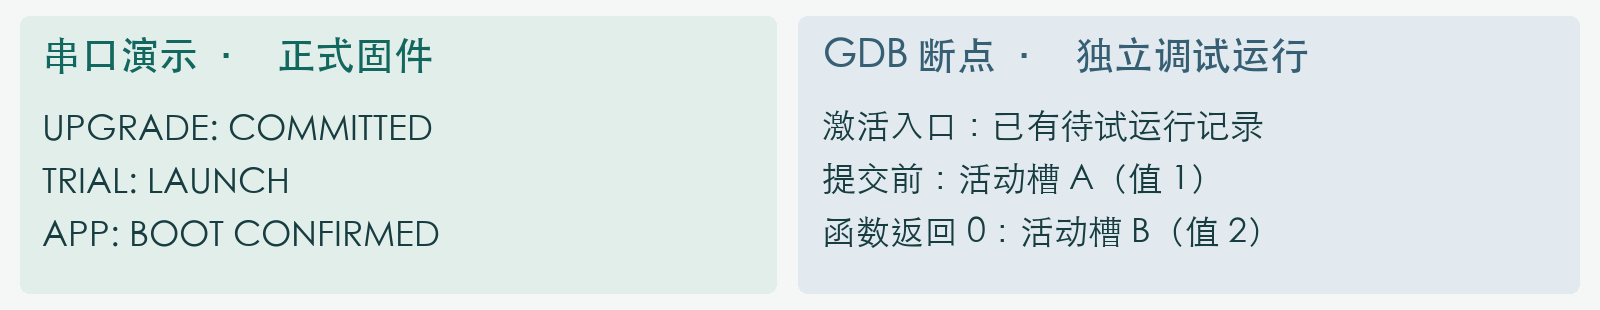 串口演示 · 正式固件
UPGRADE: COMMITTED
TRIAL: LAUNCH
APP: BOOT CONFIRMED
GDB 断点 · 独立调试运行
激活入口：已有待试运行记录
提交前：活动槽 A（值 1）
函数返回 0：活动槽 B（值 2）